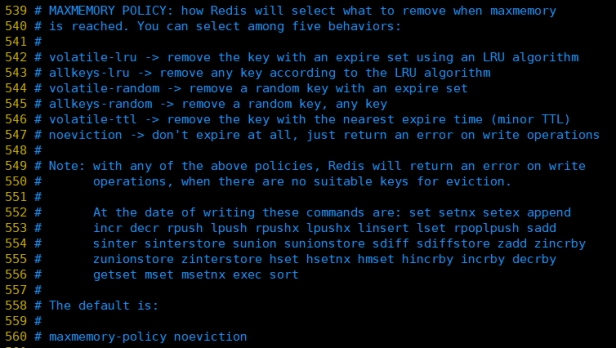 539 # MAXMEMORY POLICY: how Redis will select what to remove when maxmemory
540 # is reached. You can select among five behaviors:
541 #
542 # volatile-lru -> remove the key with an expire set using an LRU algorithm
543 # allkeys-lru -> remove any key according to the LRU algorithm
544 # volatile-random -> remove a random key with an expire set
545 # allkeys-random -> remove a random key, any key
546 # volatile-ttl -> remove the key with the nearest expire time (minor TTL)
547 # noeviction -> don't expire at all, just return an error on write operations
548 #
549 # Note: with any of the above policies, Redis will return an error on write
550 #       operations, when there are no suitable keys for eviction.
551 #
552 #       At the date of writing these commands are: set setnx setex append
553 #       incr decr rpush lpush rpushx lpushx linsert lset rpoplpush sadd
554 #       sinter sinterstore sunion sunionstore sdiff sdiffstore zadd zincrby
555 #       zunionstore zinterstore hset hsetnx hmset hincrby incrby decrby
556 #       getset mset msetnx exec sort
557 #
558 # The default is:
559 #
560 # maxmemory-policy noeviction